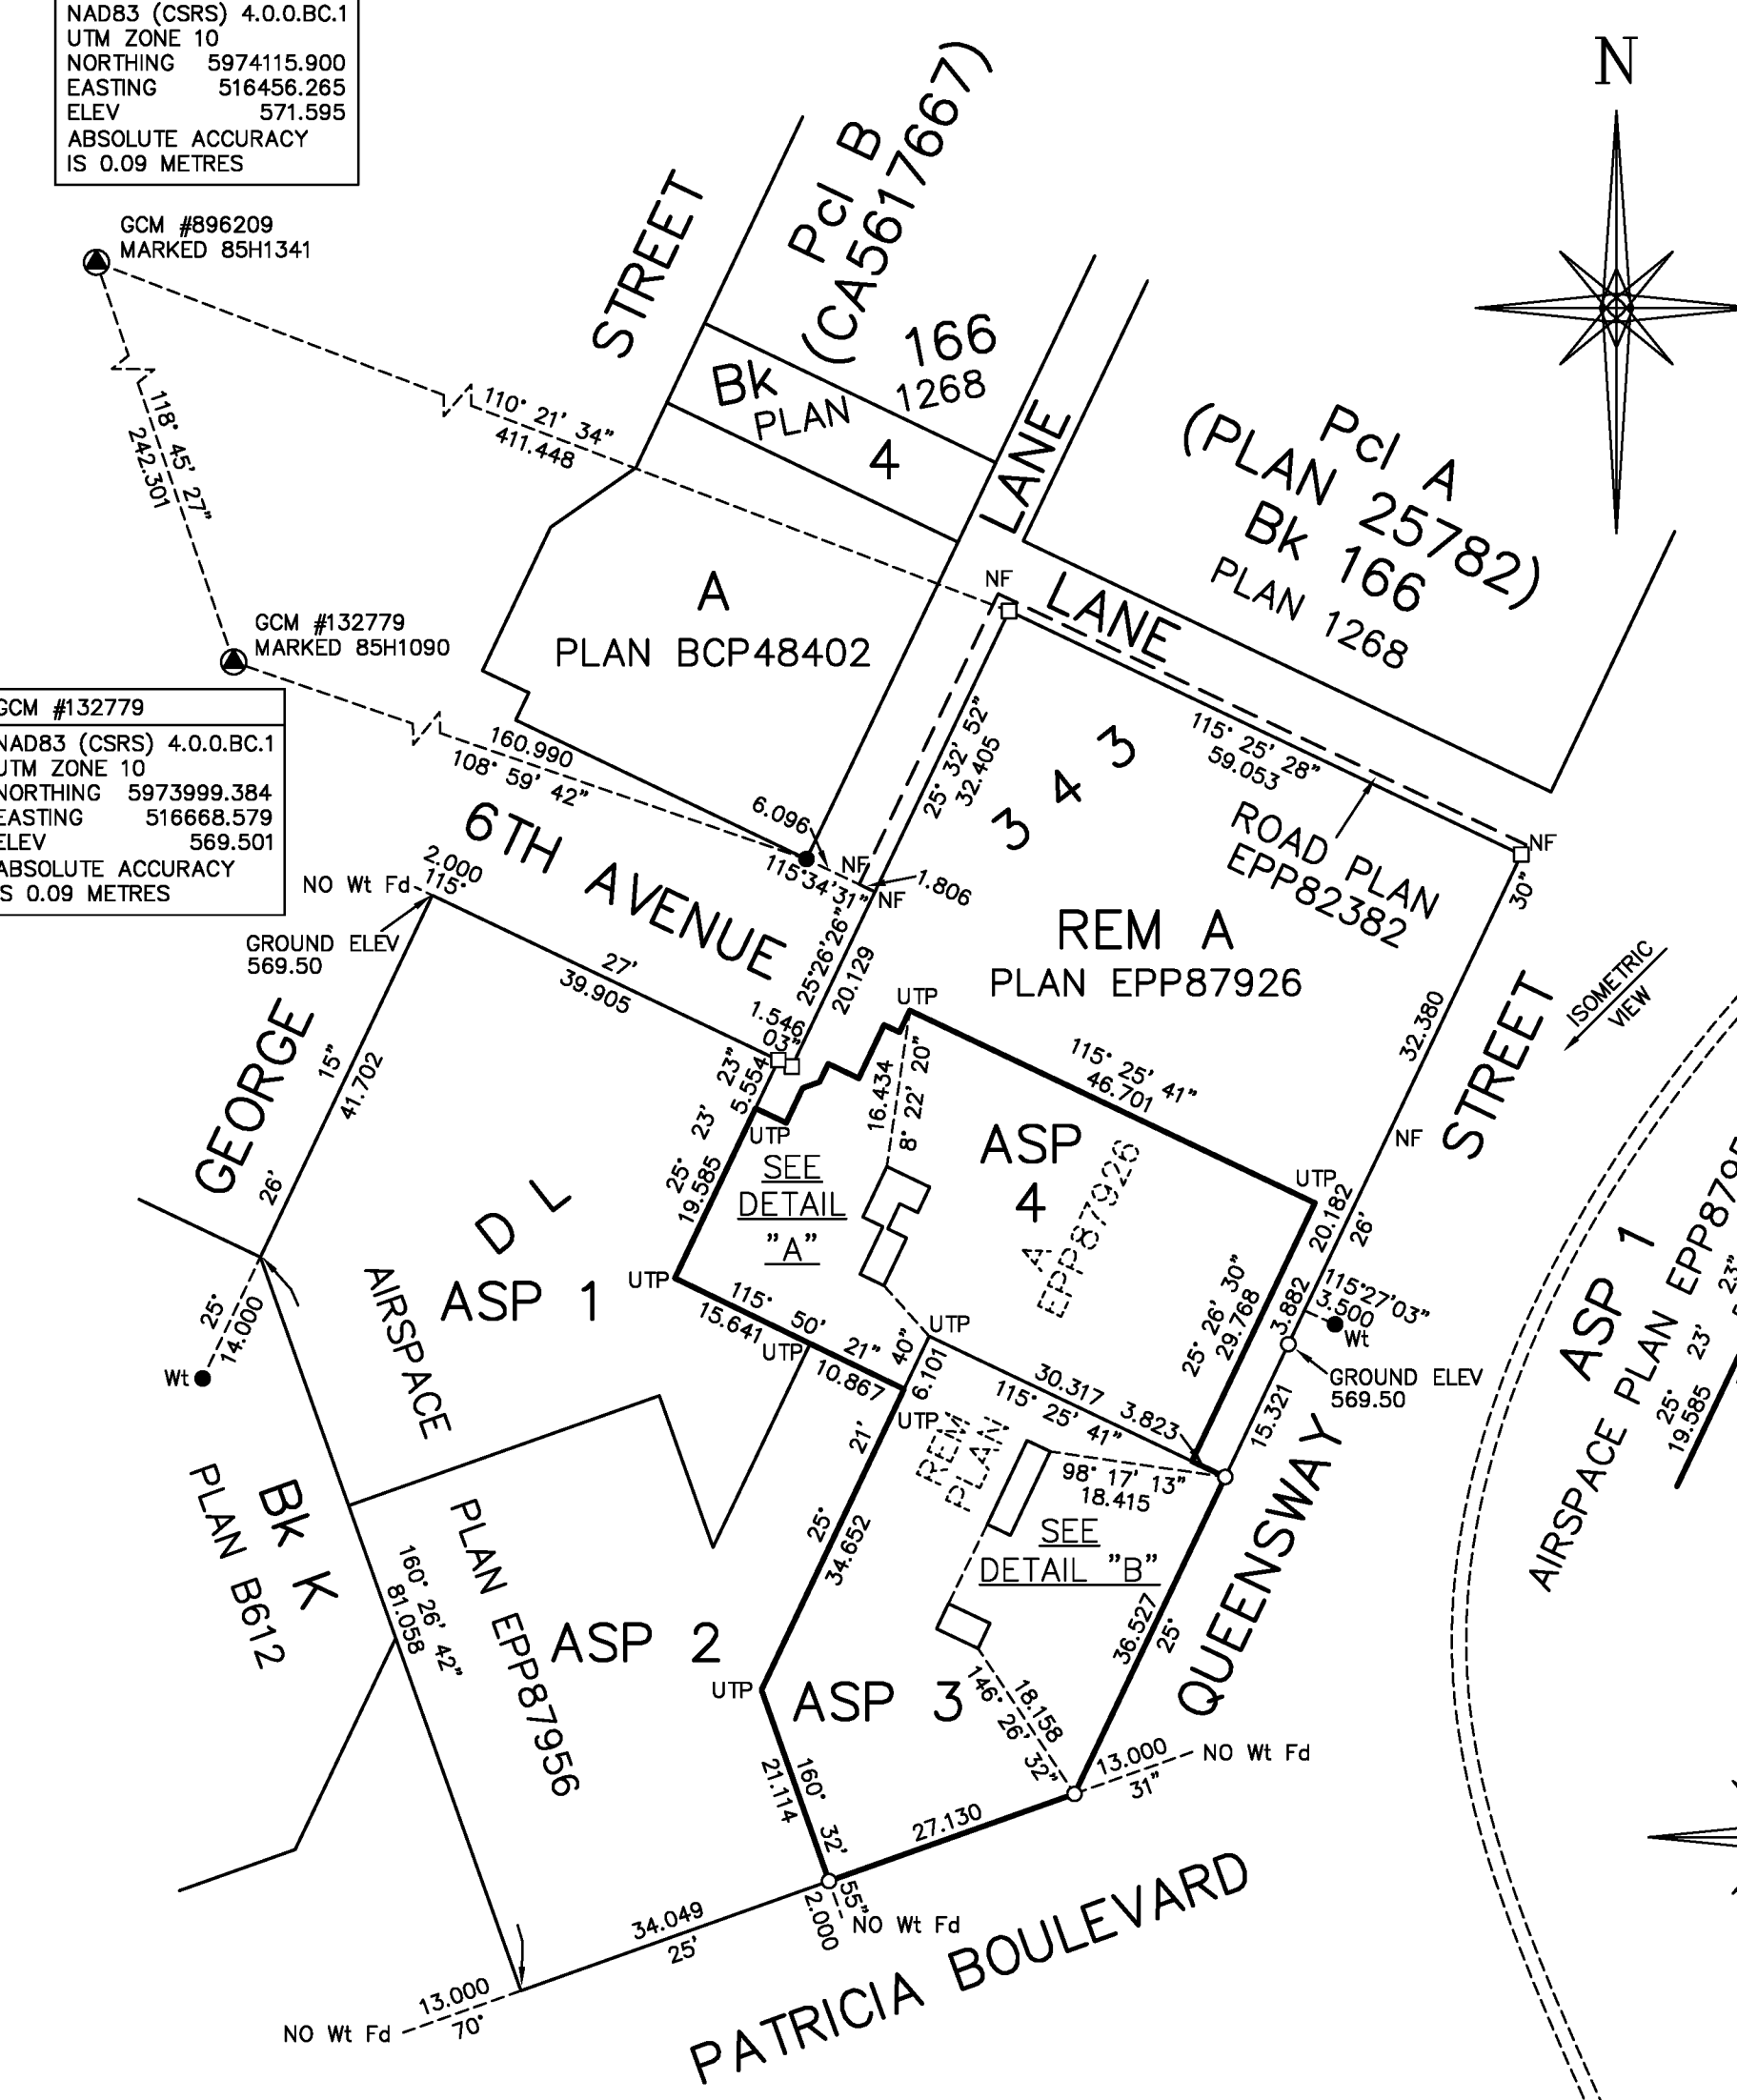 NAD83 (CSRS) 4.0.0.BC.1
UTM ZONE 10
NORTHING 5974115.900
EASTING 516456.265
ELEV 571.595
ABSOLUTE ACCURACY
IS 0.09 METRES
N
GCM #896209
MARKED 85H1341
STREET
Pcl B
(CA5617667)
166
1268
Bk
PLAN
4
110° 21' 34"
411.448
118° 45' 27"
242.301
LANE
Pcl A
(PLAN 25782)
Bk 166
PLAN 1268
GCM #132779
MARKED 85H1090
A
PLAN BCP48402
NF
LANE
GCM #132779
NAD83 (CSRS) 4.0.0.BC.1
UTM ZONE 10
NORTHING 5973999.384
EASTING 516668.579
ELEV 569.501
ABSOLUTE ACCURACY
IS 0.09 METRES
160.990
108° 59' 42"
6.096
115°34'31"
NF
NF
1.806
25° 32' 52"
32.405
3 4 3
115° 25' 28"
59.053
ROAD PLAN
EPP82382
NF
30"
6TH AVENUE
2.000
115°
NO Wt Fd
GROUND ELEV
569.50
27'
39.905
25°26'26"
20.129
1.546
03"
REM A
PLAN EPP87926
UTP
ISOMETRIC
VIEW
32.380
STREET
NF
GEORGE
15"
41.702
26'
23"
5.554
23'
25°
19.585
UTP
SEE
DETAIL
"A"
16.434
8° 22' 20"
115° 25' 41"
46.701
ASP
4
A
EPP87926
UTP
20.182
26'
115°27'03"
3.500
Wt
3.882
D L
ASP 1
AIRSPACE
UTP
115° 50' 21"
15.641
UTP
10.867
40"
UTP
6.101
25° 26' 30"
29.768
30.317
115° 25' 41"
3.823
GROUND ELEV
569.50
15.321
25°
14.000
Wt
UTP
REM
PLAN
21'
25°
34.652
98° 17' 13"
18.415
SEE
DETAIL "B"
QUEENSWAY
ASP 1
AIRSPACE PLAN
23"
23'
25°
19.585
Bk K
PLAN B612
160° 26' 42"
81.058
PLAN EPP87956
ASP 2
UTP
ASP 3
36.527
25°
18.158
146° 26' 32"
13.000
NO Wt Fd
31"
21.114
160° 32'
27.130
55"
2.000
NO Wt Fd
34.049
25'
13.000
70°
NO Wt Fd
PATRICIA BOULEVARD